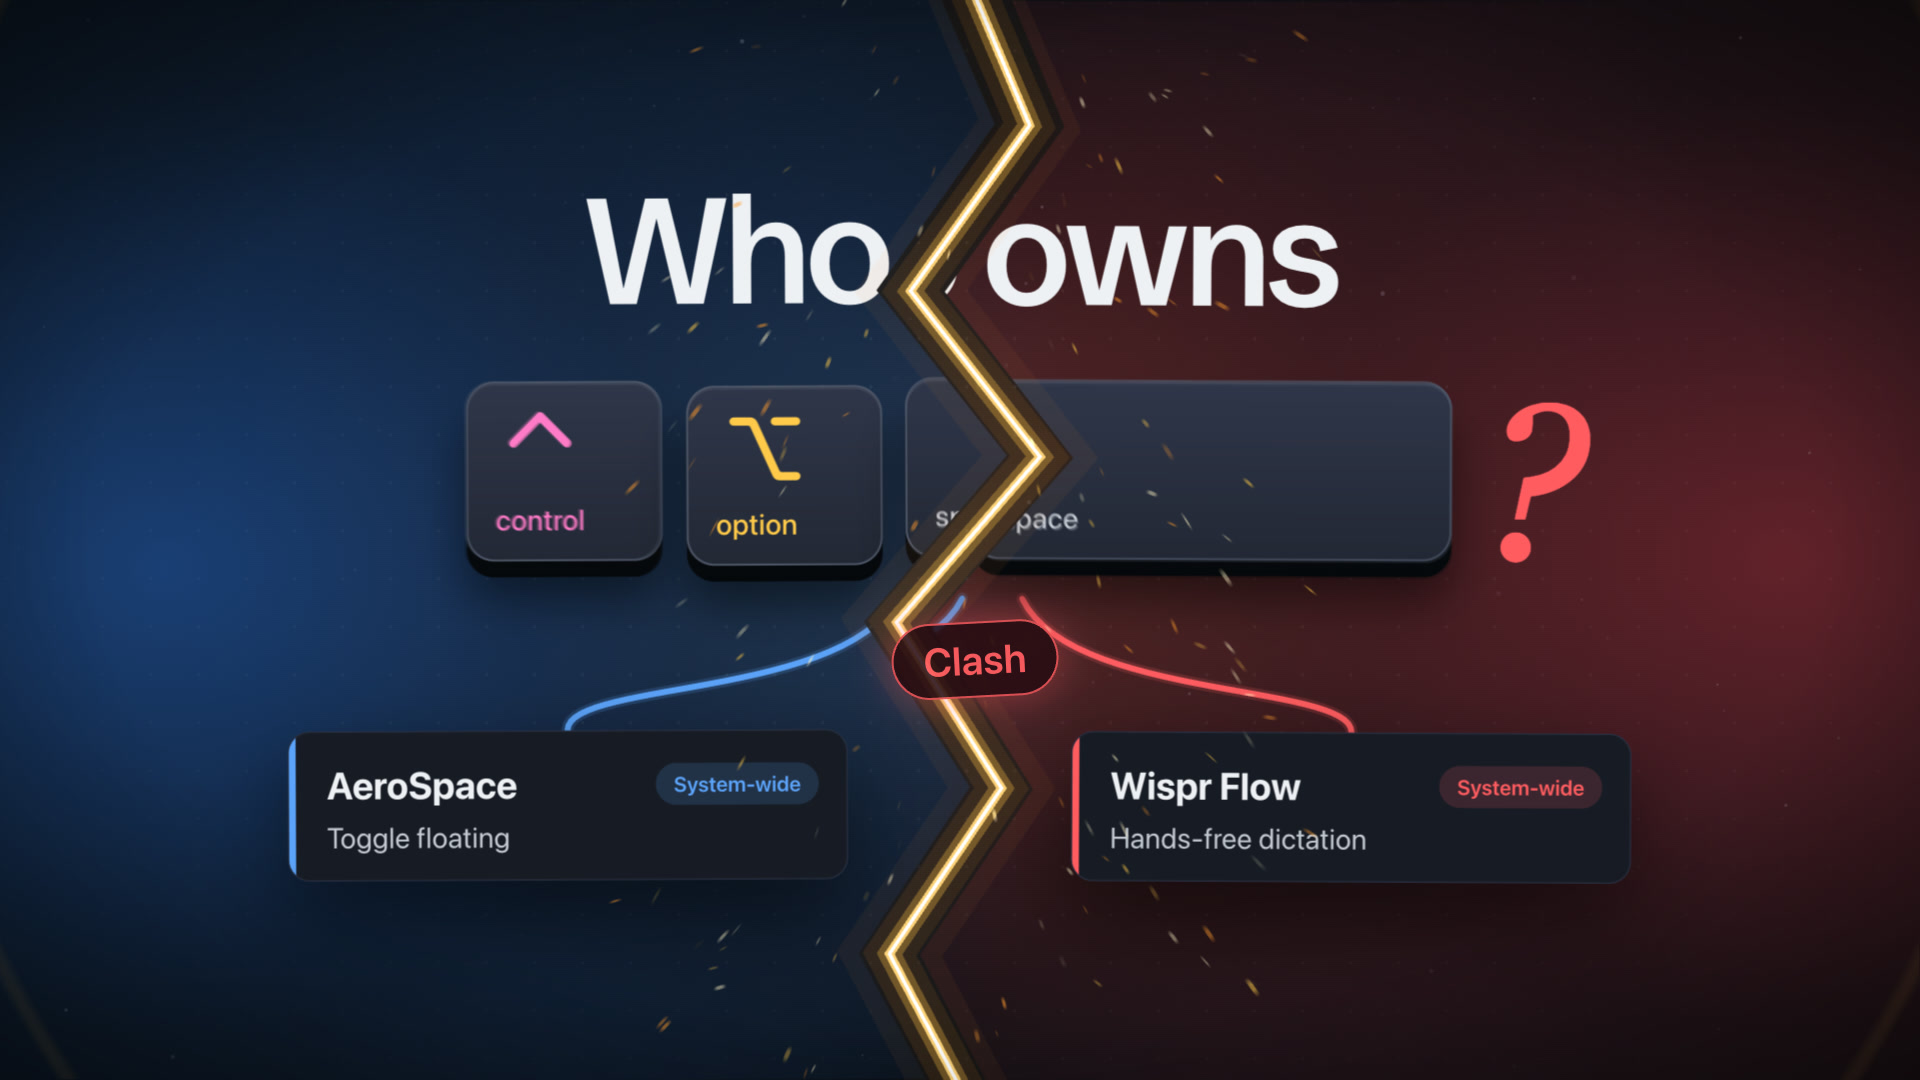 Who owns
control option space ?
Clash
AeroSpace System-wide
Toggle floating
Wispr Flow System-wide
Hands-free dictation